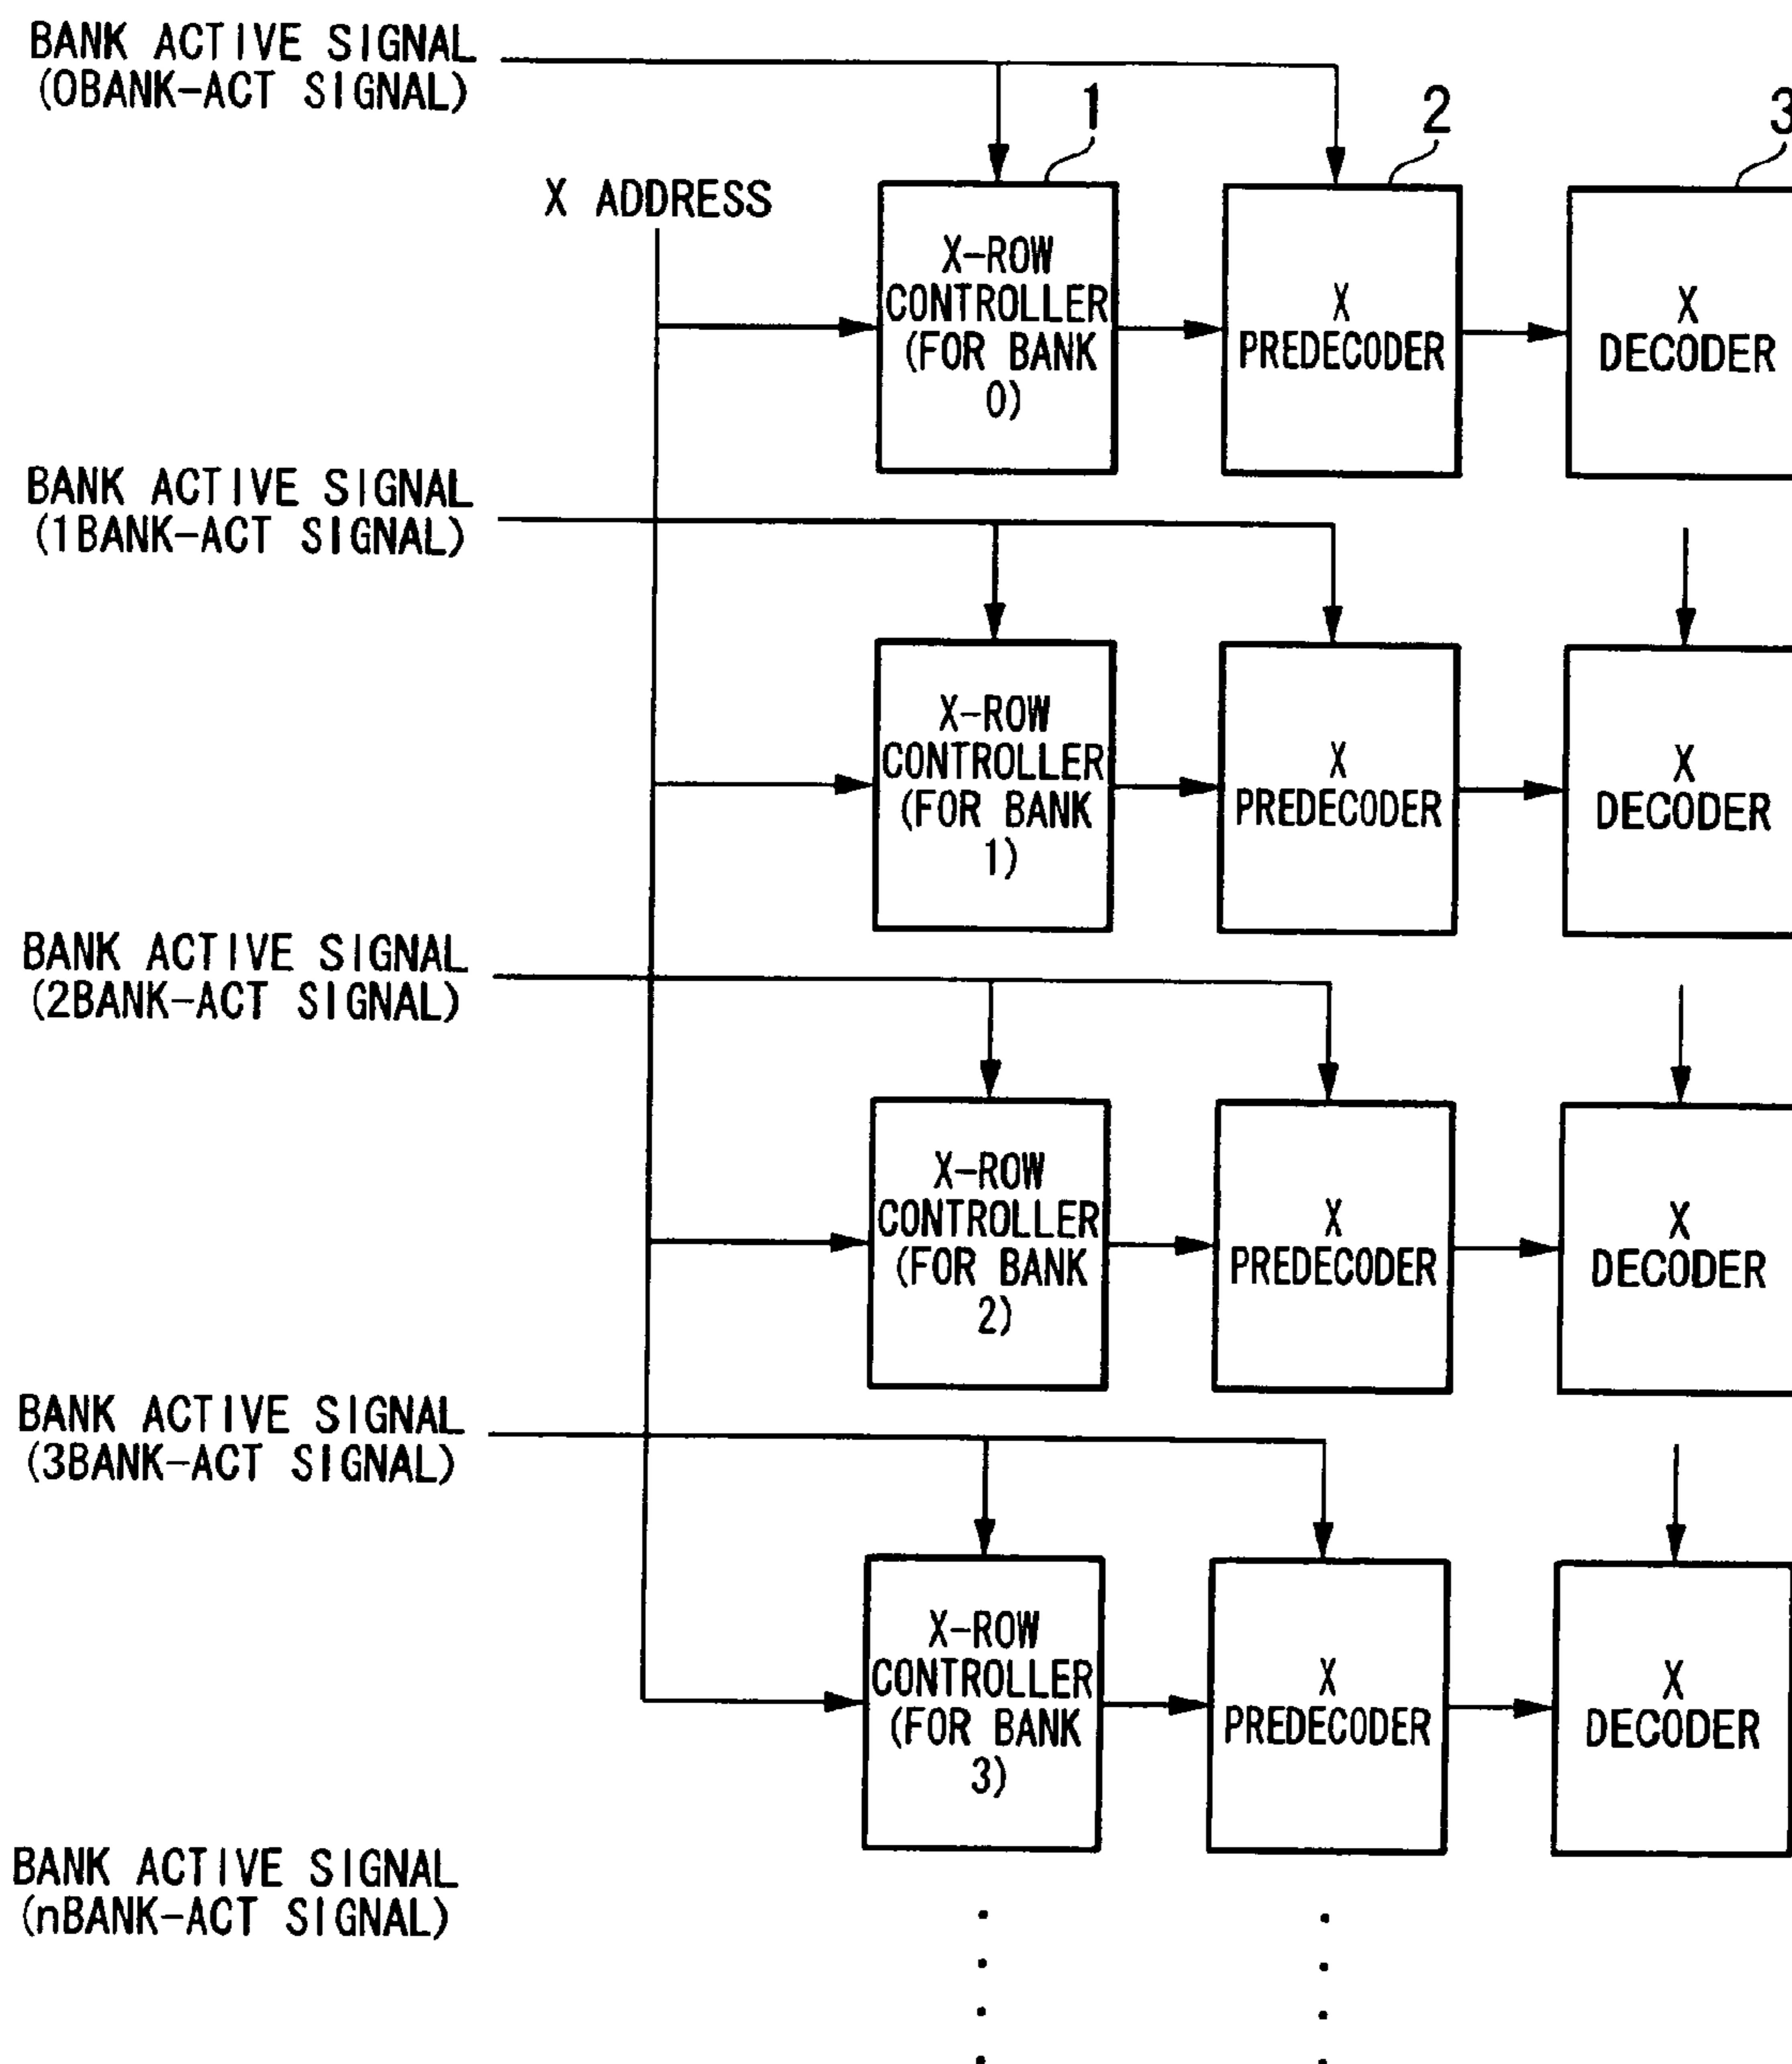 BANK ACTIVE SIGNAL
(0BANK-ACT SIGNAL)
1
2
3
X ADDRESS
X-ROW
CONTROLLER
(FOR BANK
0)
X
PREDECODER
X
DECODER
BANK ACTIVE SIGNAL
(1BANK-ACT SIGNAL)
X-ROW
CONTROLLER
(FOR BANK
1)
X
PREDECODER
X
DECODER
BANK ACTIVE SIGNAL
(2BANK-ACT SIGNAL)
X-ROW
CONTROLLER
(FOR BANK
2)
X
PREDECODER
X
DECODER
BANK ACTIVE SIGNAL
(3BANK-ACT SIGNAL)
X-ROW
CONTROLLER
(FOR BANK
3)
X
PREDECODER
X
DECODER
BANK ACTIVE SIGNAL
(nBANK-ACT SIGNAL)